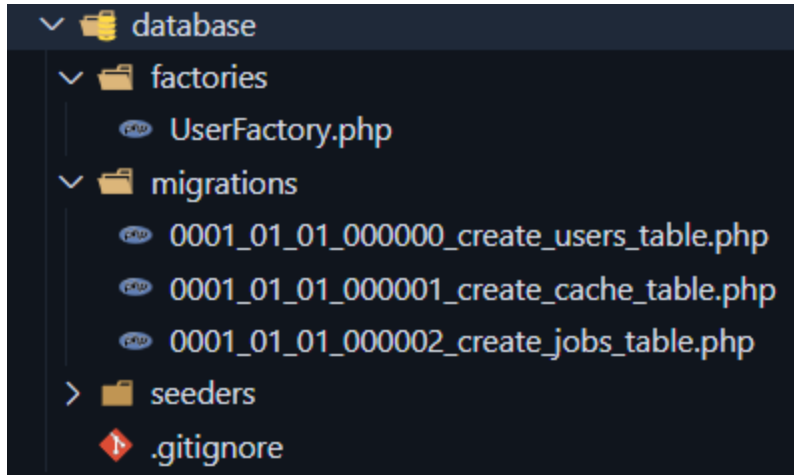 database
factories
UserFactory.php
migrations
0001_01_01_000000_create_users_table.php
0001_01_01_000001_create_cache_table.php
0001_01_01_000002_create_jobs_table.php
seeders
.gitignore